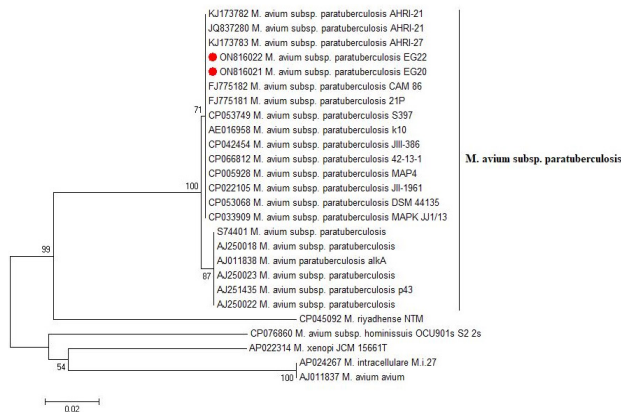 KJ173782 M. avium subsp. paratuberculosis AHRI-21
JQ837280 M. avium subsp. paratuberculosis AHRI-21
KJ173783 M. avium subsp. paratuberculosis AHRI-27
ON816022 M. avium subsp. paratuberculosis EG22
ON816021 M. avium subsp. paratuberculosis EG20
FJ775182 M. avium subsp. paratuberculosis CAM 86
71
FJ775181 M. avium subsp. paratuberculosis 21P
CP053749 M. avium subsp. paratuberculosis S397
AE016958 M. avium subsp. paratuberculosis k10
CP042454 M. avium subsp. paratuberculosis JIII-386
CP066812 M. avium subsp. paratuberculosis 42-13-1
M. avium subsp. paratuberculosis
CP005928 M. avium subsp. paratuberculosis MAP4
100
CP022105 M. avium subsp. paratuberculosis JII-1961
CP053068 M. avium subsp. paratuberculosis DSM 44135
CP033909 M. avium subsp. paratuberculosis MAPK JJ1/13
S74401 M. avium subsp. paratuberculosis
AJ250018 M. avium subsp. paratuberculosis
99
AJ011838 M. avium paratuberculosis alkA
AJ250023 M. avium subsp. paratuberculosis
87
AJ251435 M. avium subsp. paratuberculosis p43
AJ250022 M. avium subsp. paratuberculosis
CP045092 M. riyadhense NTM
CP076860 M. avium subsp. hominissuis OCU901s S2 2s
AP022314 M. xenopi JCM 15661T
54
AP024267 M. intracellulare M.i.27
100
AJ011837 M. avium avium
0.02